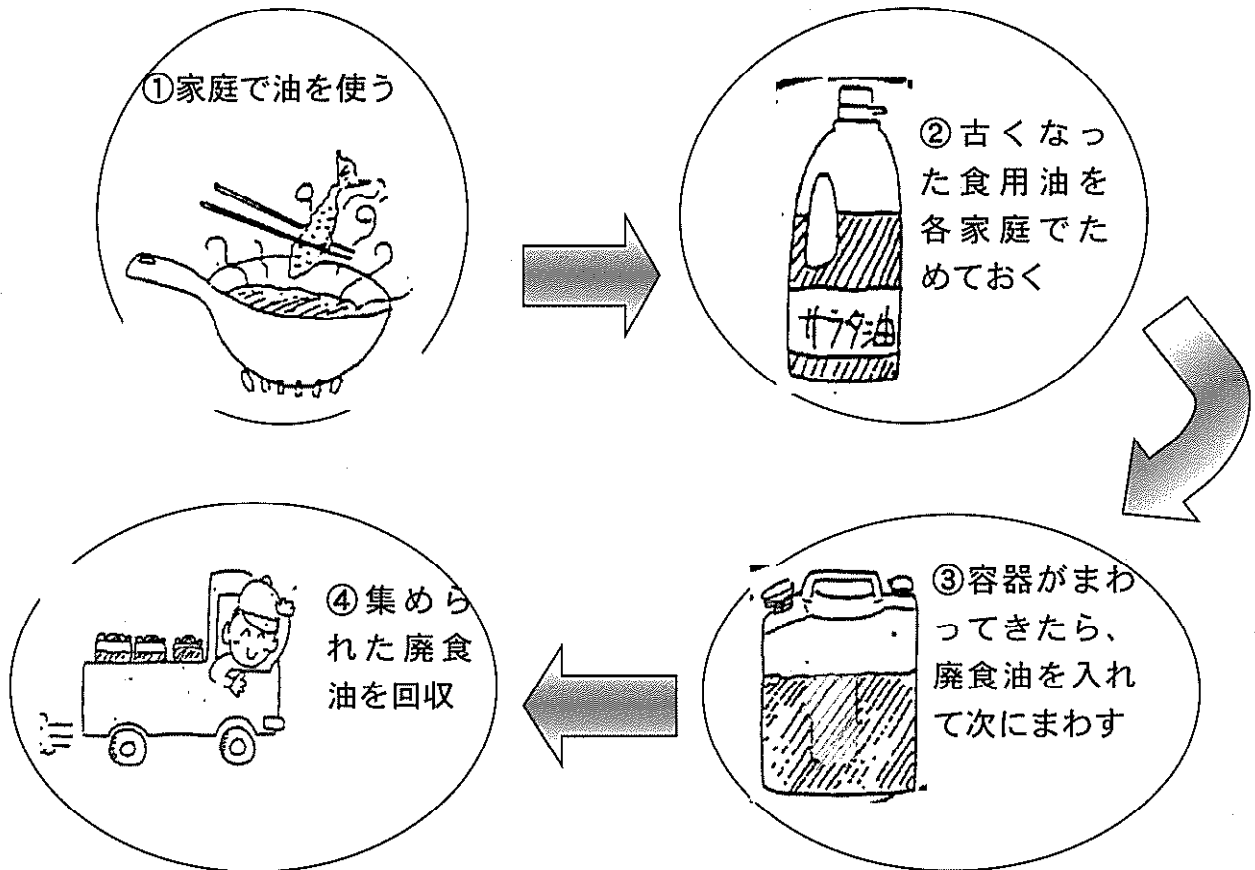 ①家庭で油を使う
②古くなっ
た食用油を
各家庭でた
めておく
サラダ油
③容器がまわ
ってきたら、
廃食油を入れ
て次にまわす
④集めら
れた廃食
油を回収